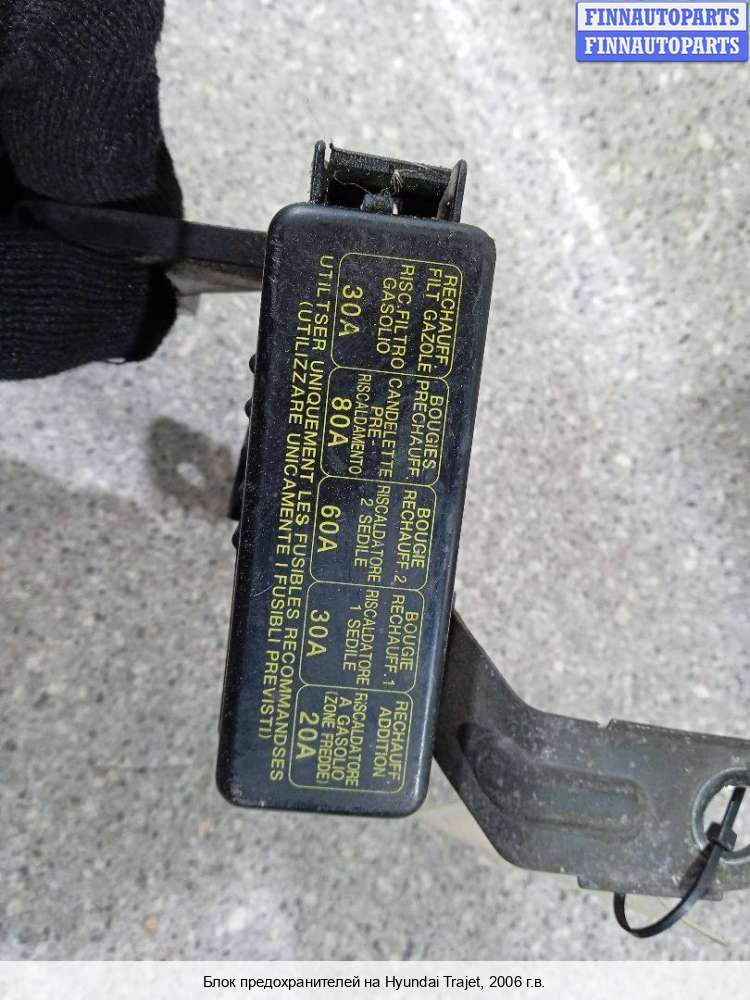 FINNAUTOPARTS
FINNAUTOPARTS
RECHAUFF
FILT GAZOLE
RISC.FILTRO
GASOLIO
30A
BOUGIES
PRECHAUFF.
CANDELETTE
PRE-
RISCALDAMENTO
80A
BOUGIE
RECHAUFF.2
RISCALDATORE
2 SEDILE
60A
BOUGIE
RECHAUFF.1
RISCALDATORE
1 SEDILE
30A
RECHAUFF.
ADDITION
RISCALDATORE
A GASOLIO
(ZONE FREDDE)
20A
UTILTSER UNIQUEMENT LES FUSIBLES RECOMMANDSES
(UTILIZZARE UNICAMENTE I FUSIBLI PREVISTI)
Блок предохранителей на Hyundai Trajet, 2006 г.в.